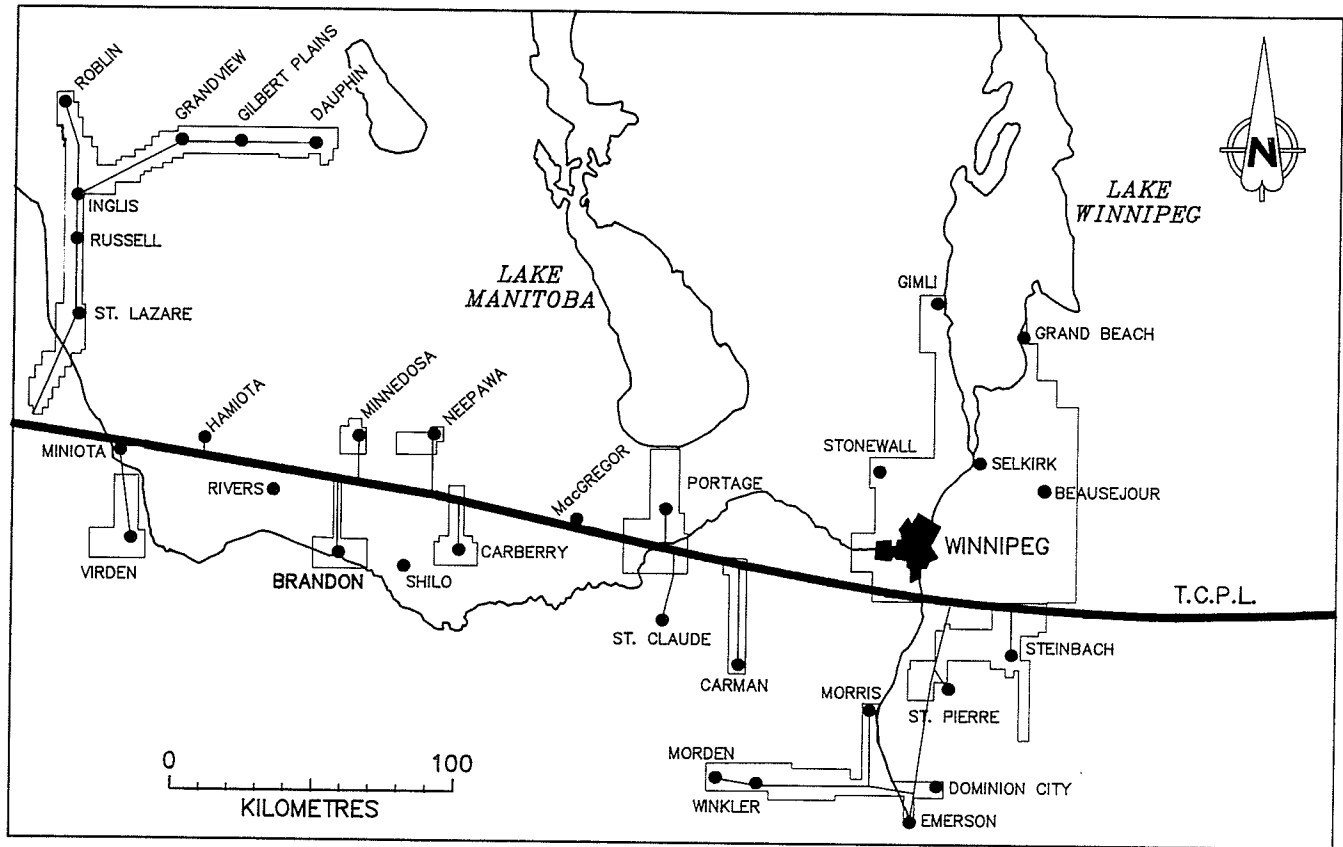 ROBLIN
GRANDVIEW
GILBERT PLAINS
DAUPHIN
N
INGLIS
RUSSELL
ST. LAZARE
LAKE
MANITOBA
LAKE
WINNIPEG
GIMLI
GRAND BEACH
HAMIOTA
MINNEDOSA
NEEPAWA
MINIOTA
RIVERS
MacGREGOR
PORTAGE
STONEWALL
SELKIRK
BEAUSEJOUR
VIRDEN
BRANDON
SHILO
CARBERRY
WINNIPEG
T.C.P.L.
ST. CLAUDE
CARMAN
STEINBACH
ST. PIERRE
MORRIS
MORDEN
WINKLER
DOMINION CITY
EMERSON
0 100
KILOMETRES